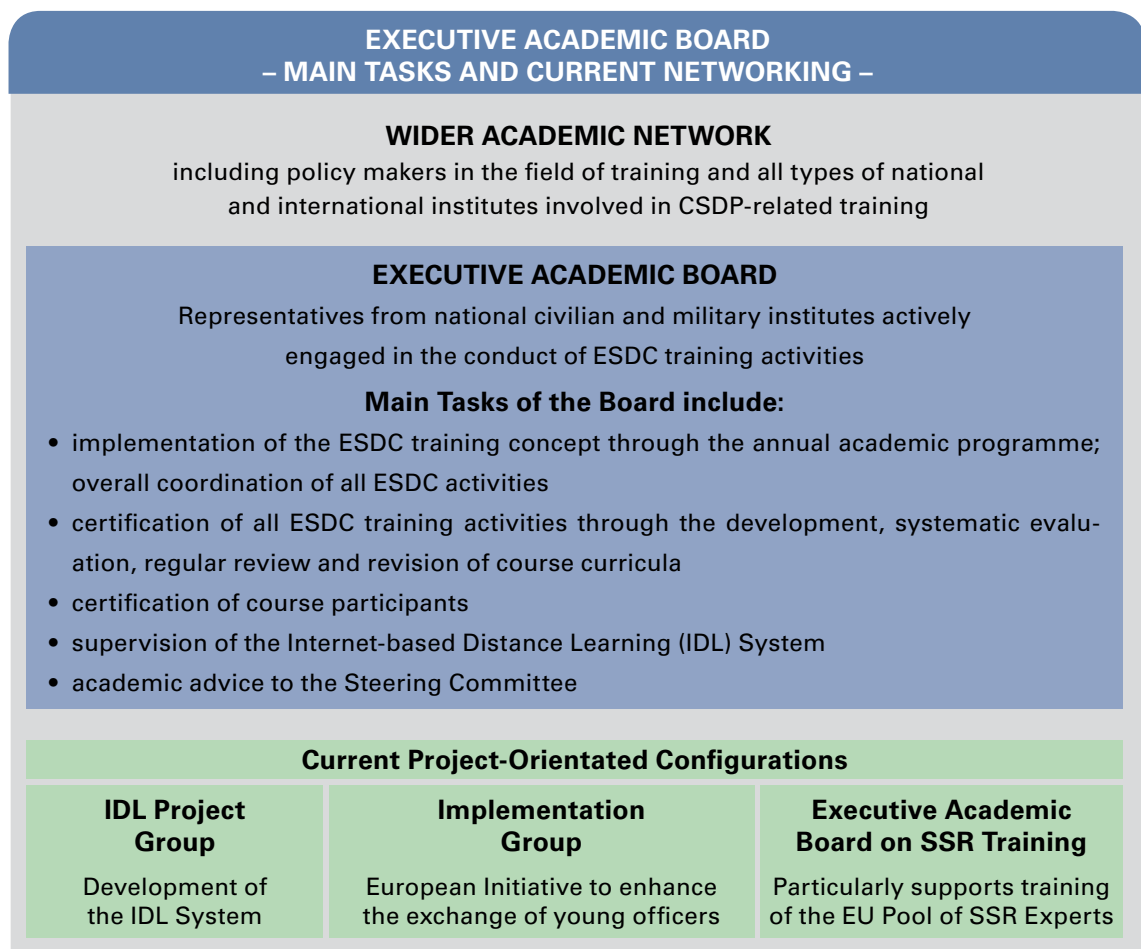 EXECUTIVE ACADEMIC BOARD
– MAIN TASKS AND CURRENT NETWORKING –
WIDER ACADEMIC NETWORK
including policy makers in the field of training and all types of national
and international institutes involved in CSDP-related training
EXECUTIVE ACADEMIC BOARD
Representatives from national civilian and military institutes actively
engaged in the conduct of ESDC training activities
Main Tasks of the Board include:
• implementation of the ESDC training concept through the annual academic programme;
overall coordination of all ESDC activities
• certification of all ESDC training activities through the development, systematic evalu-
ation, regular review and revision of course curricula
• certification of course participants
• supervision of the Internet-based Distance Learning (IDL) System
• academic advice to the Steering Committee
Current Project-Orientated Configurations
IDL Project
Group
Development of
the IDL System
Implementation
Group
European Initiative to enhance
the exchange of young officers
Executive Academic
Board on SSR Training
Particularly supports training
of the EU Pool of SSR Experts